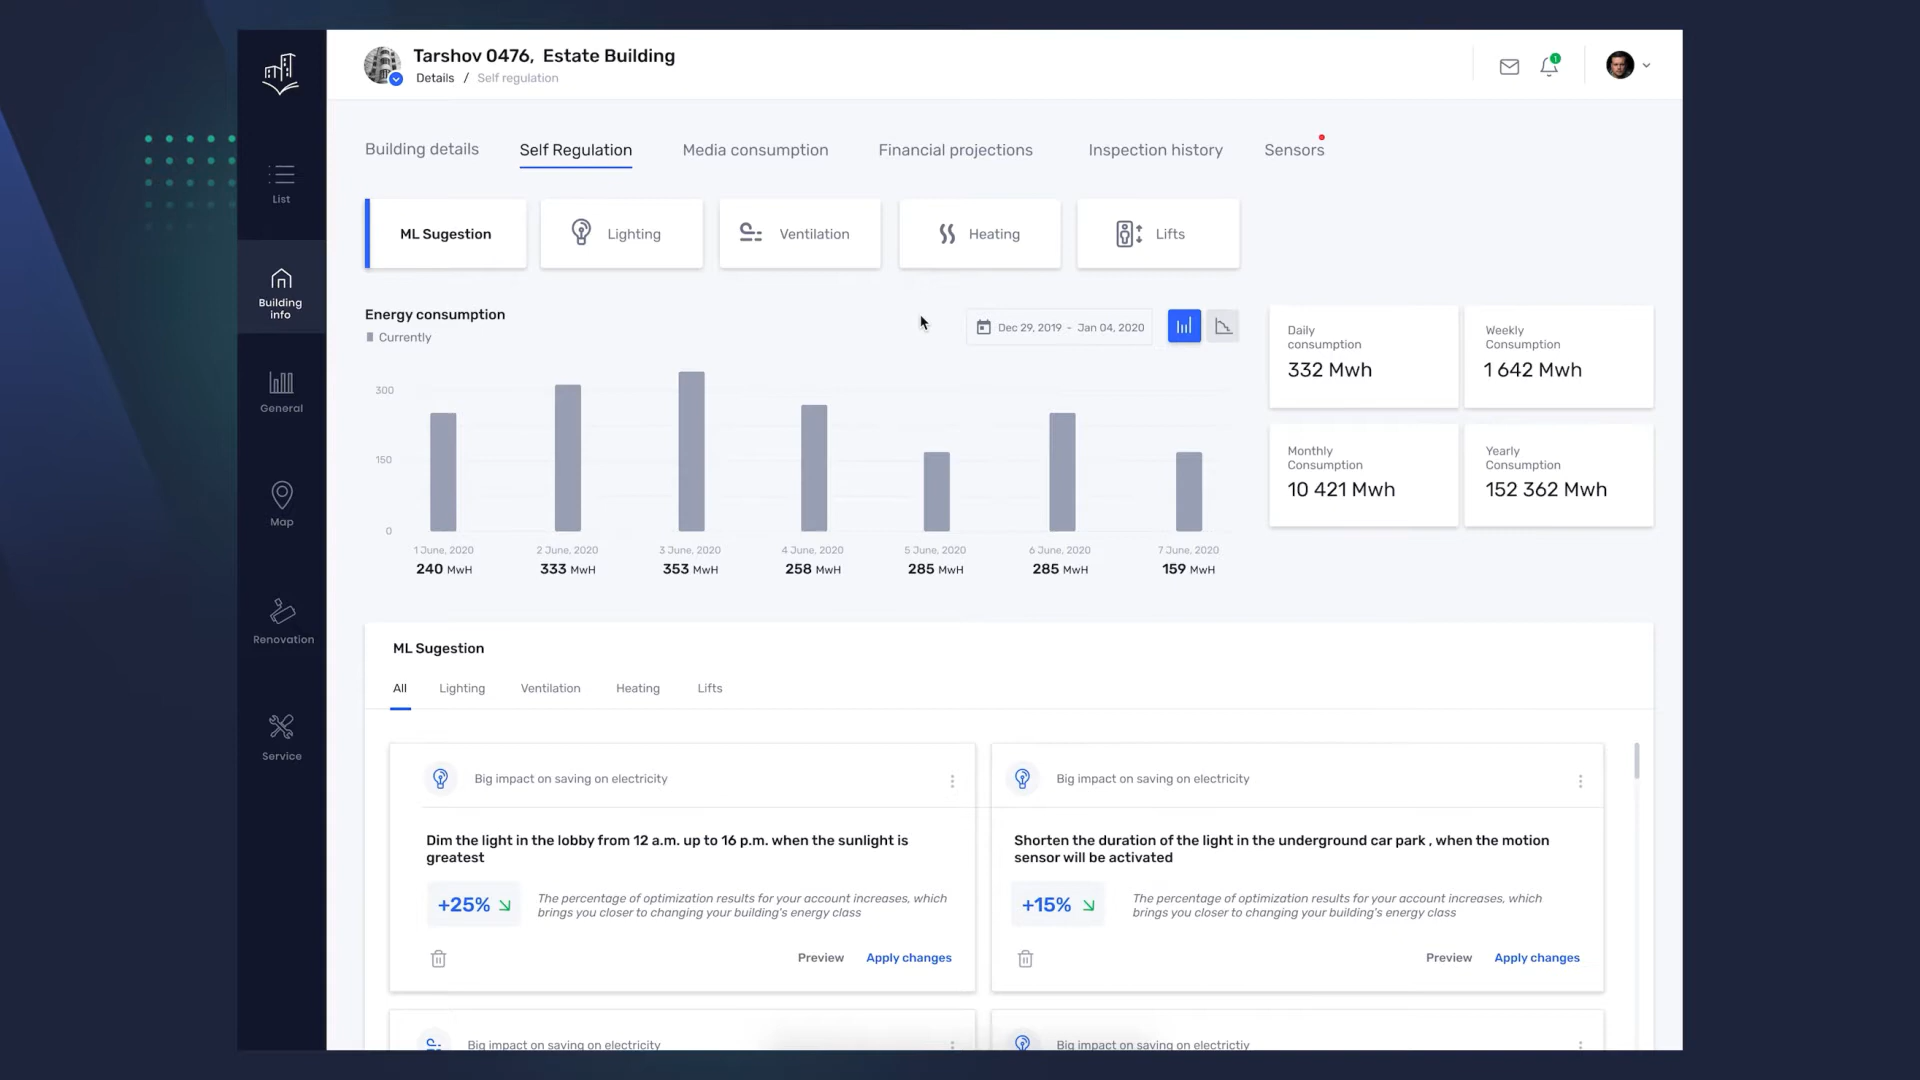 Tarshov 0476, Estate Building
Details / Self regulation
1
List
Building
info
General
Map
Renovation
Service
Building details
Self Regulation
Media consumption
Financial projections
Inspection history
Sensors
ML Sugestion
Lighting
Ventilation
Heating
Lifts
Energy consumption
Currently
Dec 29, 2019 - Jan 04, 2020
300
150
0
1 June, 2020
2 June, 2020
3 June, 2020
4 June, 2020
5 June, 2020
6 June, 2020
7 June, 2020
240 MwH
333 MwH
353 MwH
258 MwH
285 MwH
285 MwH
159 MwH
Daily
consumption
332 Mwh
Weekly
Consumption
1 642 Mwh
Monthly
Consumption
10 421 Mwh
Yearly
Consumption
152 362 Mwh
ML Sugestion
All
Lighting
Ventilation
Heating
Lifts
Big impact on saving on electricity
Dim the light in the lobby from 12 a.m. up to 16 p.m. when the sunlight is
greatest
+25%
The percentage of optimization results for your account increases, which
brings you closer to changing your building's energy class
Preview
Apply changes
Big impact on saving on electricity
Shorten the duration of the light in the underground car park , when the motion
sensor will be activated
+15%
The percentage of optimization results for your account increases, which
brings you closer to changing your building's energy class
Preview
Apply changes
Big impact on saving on electricity
Big impact on saving on electrictiy